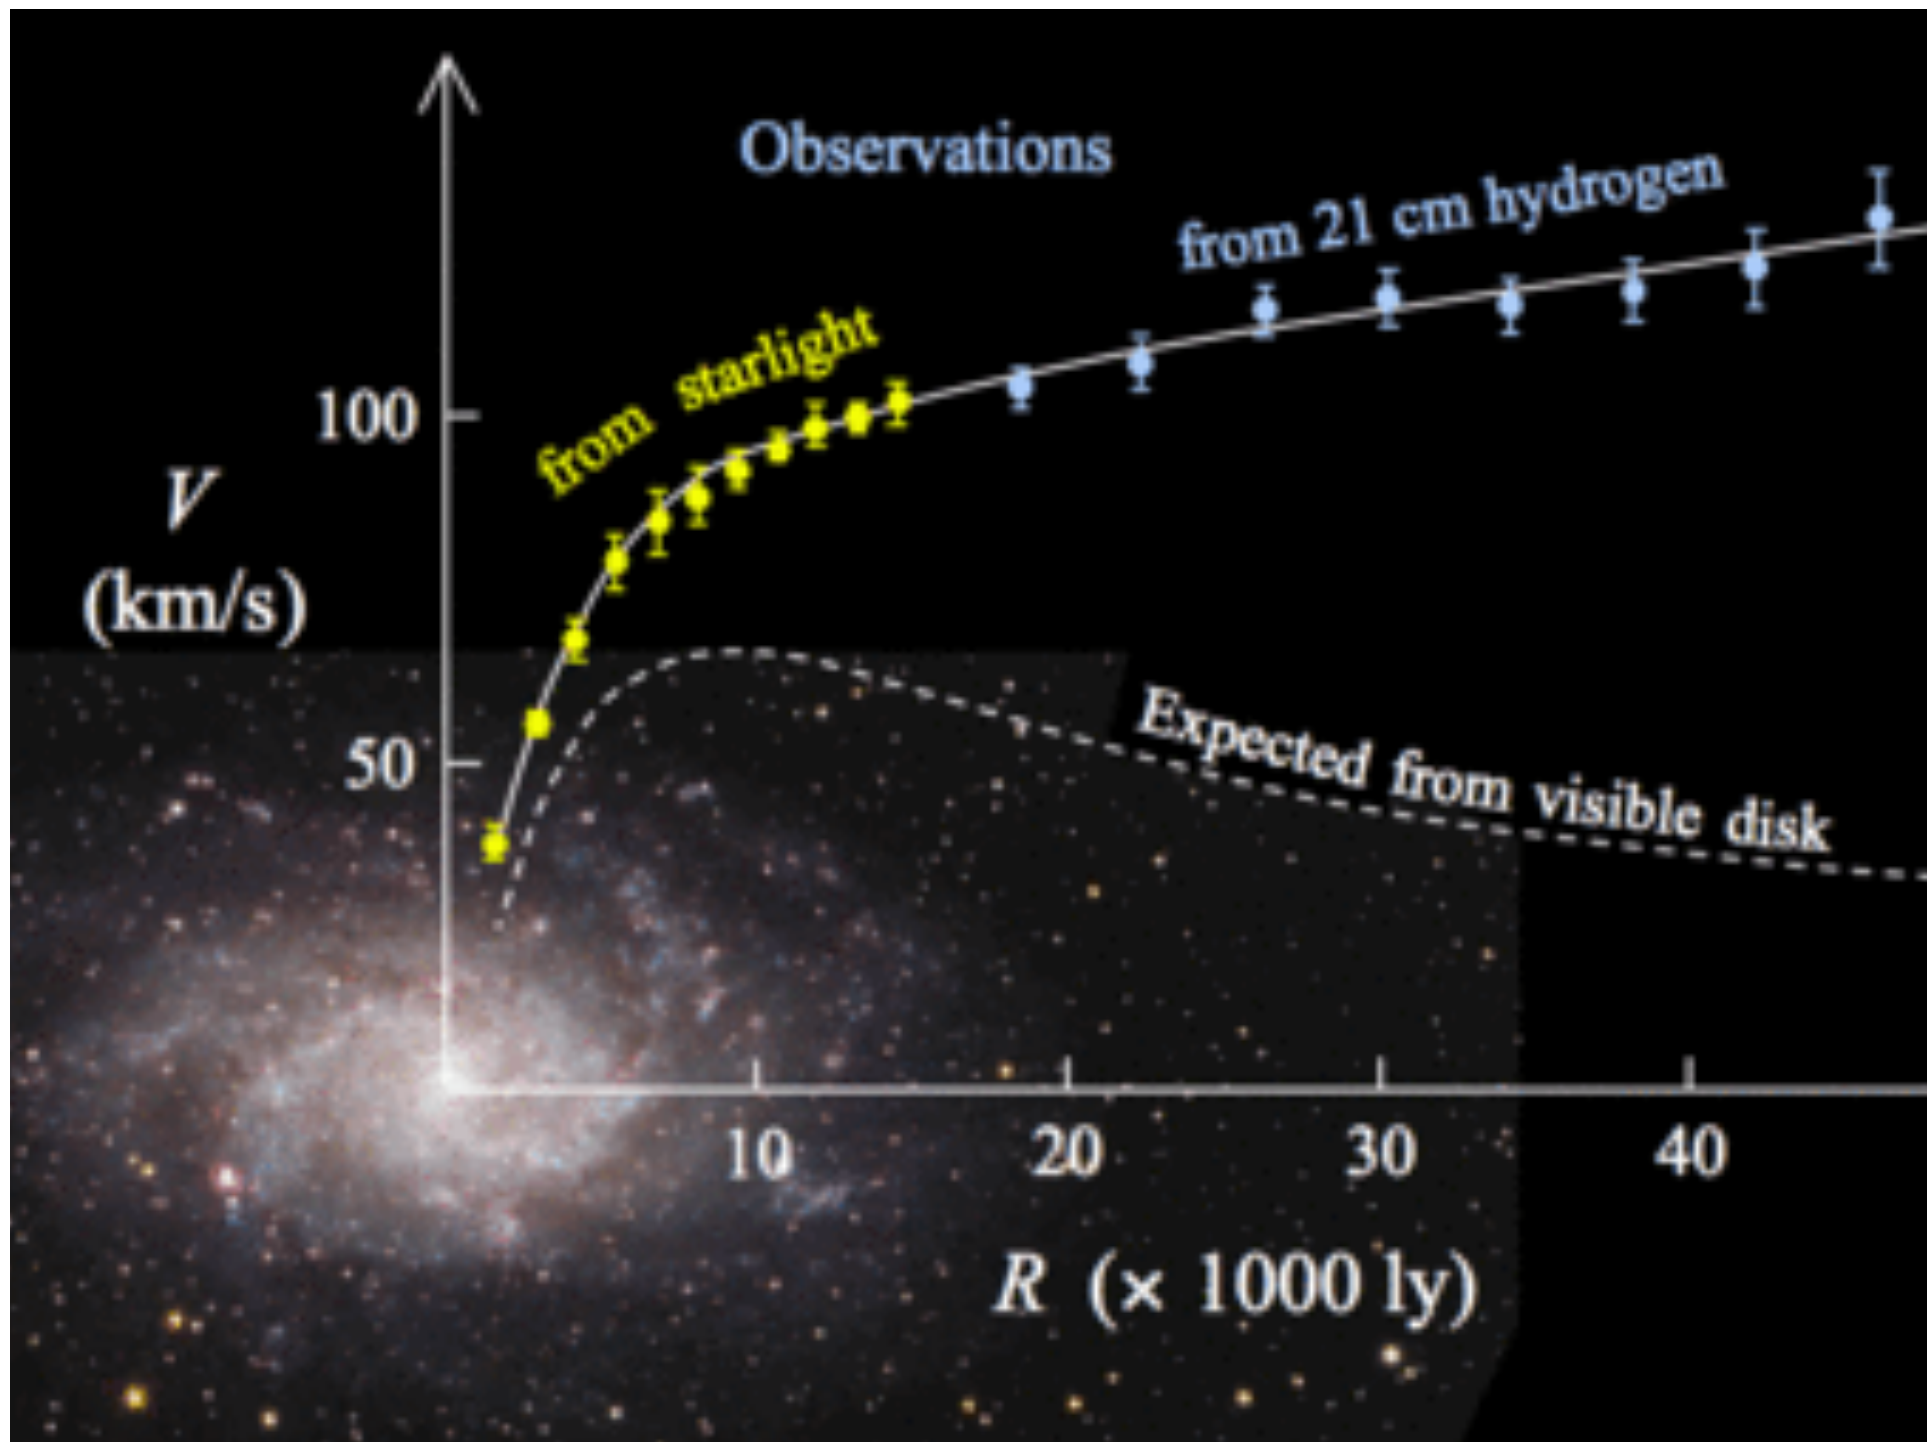 Observations
from 21 cm hydrogen
from starlight
100
V
(km/s)
50
Expected from visible disk
10
20
30
40
R (× 1000 ly)